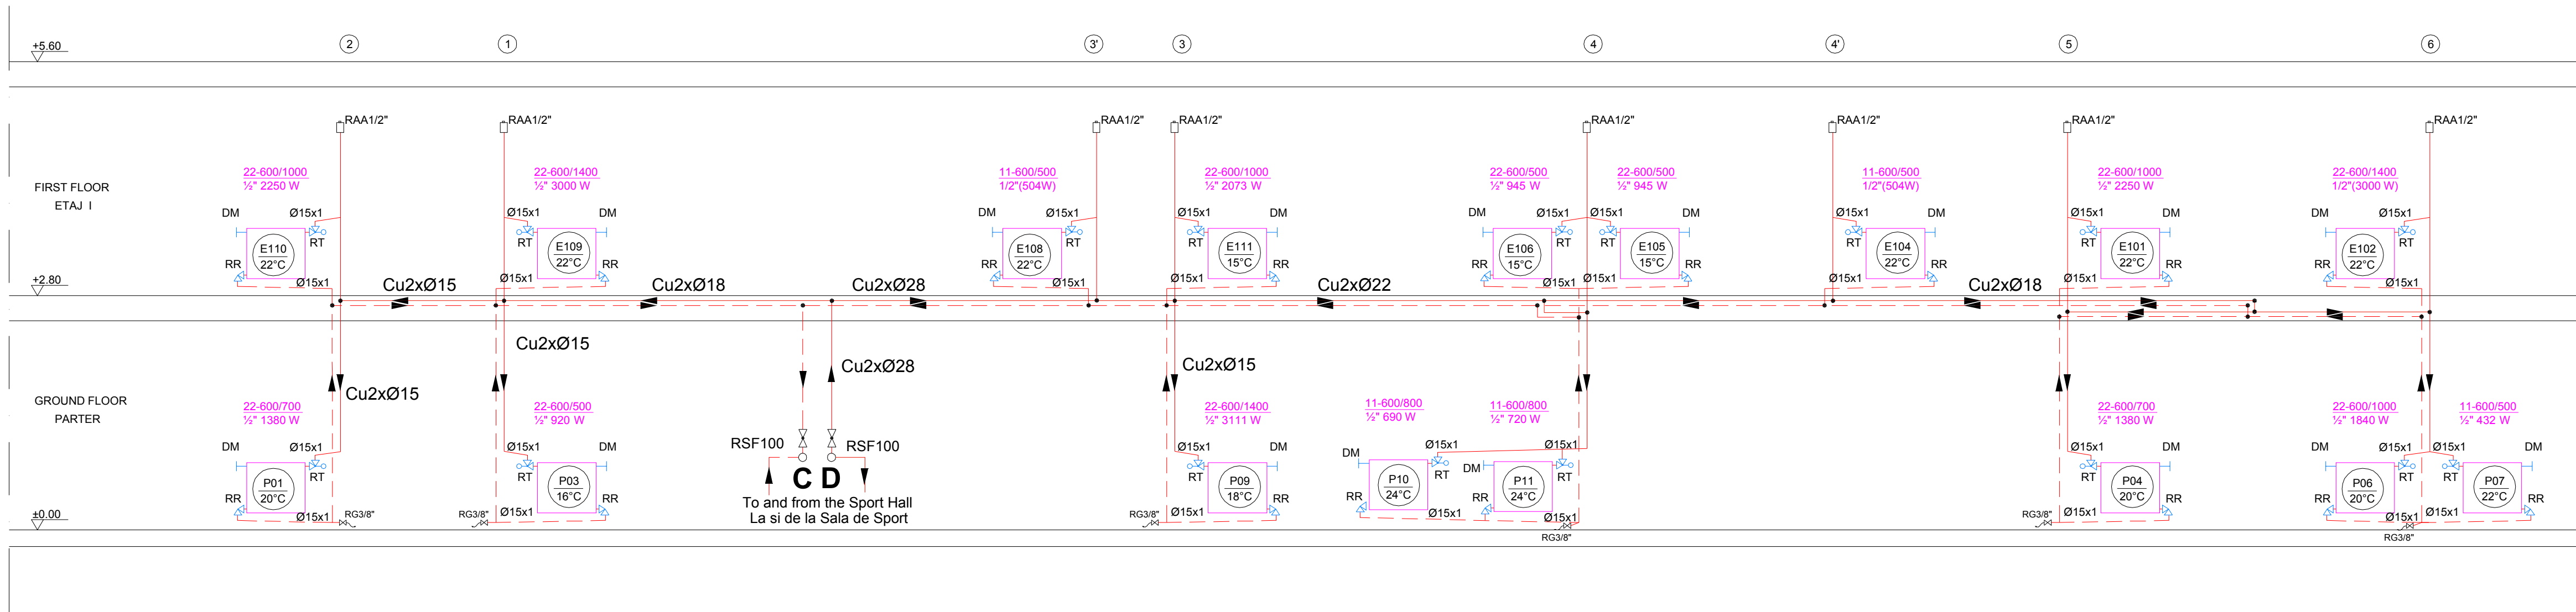 +5.60
2
1
3'
3
4
4'
5
6
RAA1/2"
RAA1/2"
RAA1/2"
RAA1/2"
RAA1/2"
RAA1/2"
RAA1/2"
RAA1/2"
FIRST FLOOR
ETAJ I
22-600/1000
½" 2250 W
22-600/1400
½" 3000 W
11-600/500
1/2"(504W)
22-600/1000
½" 2073 W
22-600/500
½" 945 W
22-600/500
½" 945 W
11-600/500
1/2"(504W)
22-600/1000
½" 2250 W
22-600/1400
1/2"(3000 W)
DM
Ø15x1
RT
E110
22°C
RR
Ø15x1
Ø15x1
DM
RT
E109
22°C
RR
Ø15x1
DM
Ø15x1
RT
E108
22°C
RR
Ø15x1
Ø15x1
DM
RT
E111
15°C
RR
Ø15x1
DM
Ø15x1
RT
E106
15°C
RR
Ø15x1
Ø15x1
DM
RT
E105
15°C
RR
Ø15x1
Ø15x1
DM
RT
E104
22°C
RR
Ø15x1
Ø15x1
DM
RT
E101
22°C
RR
Ø15x1
DM
Ø15x1
RT
E102
22°C
RR
Ø15x1
+2.80
Cu2xØ15
Cu2xØ18
Cu2xØ28
Cu2xØ22
Cu2xØ18
Cu2xØ15
Cu2xØ15
Cu2xØ28
Cu2xØ15
GROUND FLOOR
PARTER
22-600/700
½" 1380 W
22-600/500
½" 920 W
22-600/1400
½" 3111 W
11-600/800
½" 690 W
11-600/800
½" 720 W
22-600/700
½" 1380 W
22-600/1000
½" 1840 W
11-600/500
½" 432 W
DM
Ø15x1
RT
P01
20°C
RR
Ø15x1
RG3/8"
Ø15x1
DM
RT
P03
16°C
RR
RG3/8"
Ø15x1
RSF100
RSF100
C D
To and from the Sport Hall
La si de la Sala de Sport
Ø15x1
DM
RT
P09
18°C
RR
RG3/8"
Ø15x1
DM
Ø15x1
RT
P10
24°C
RR
Ø15x1
DM
Ø15x1
RT
P11
24°C
RR
Ø15x1
RG3/8"
Ø15x1
DM
RT
P04
20°C
RR
RG3/8"
Ø15x1
DM
Ø15x1
RT
P06
20°C
RR
Ø15x1
RG3/8"
Ø15x1
DM
RT
P07
22°C
RR
Ø15x1
±0.00